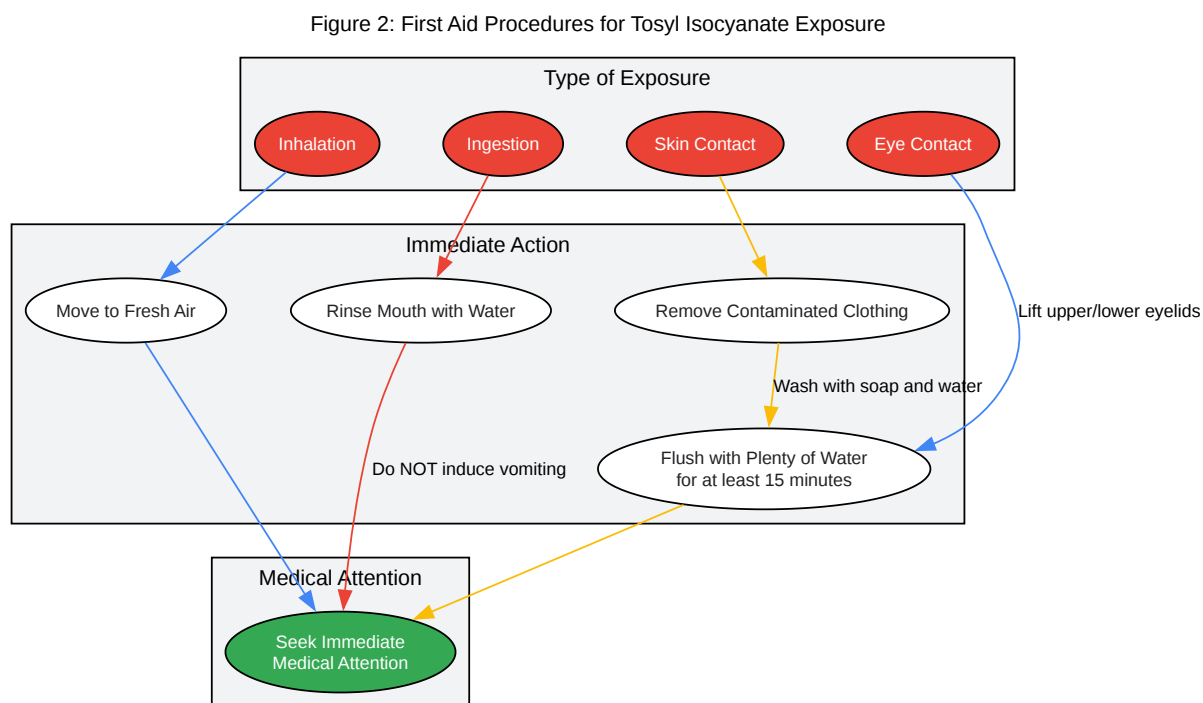 Figure 2: First Aid Procedures for Tosyl Isocyanate Exposure
Type of Exposure
Inhalation
Ingestion
Skin Contact
Eye Contact
Immediate Action
Move to Fresh Air
Rinse Mouth with Water
Remove Contaminated Clothing
Lift upper/lower eyelids
Wash with soap and water
Do NOT induce vomiting
Flush with Plenty of Water
for at least 15 minutes
Medical Attention
Seek Immediate
Medical Attention